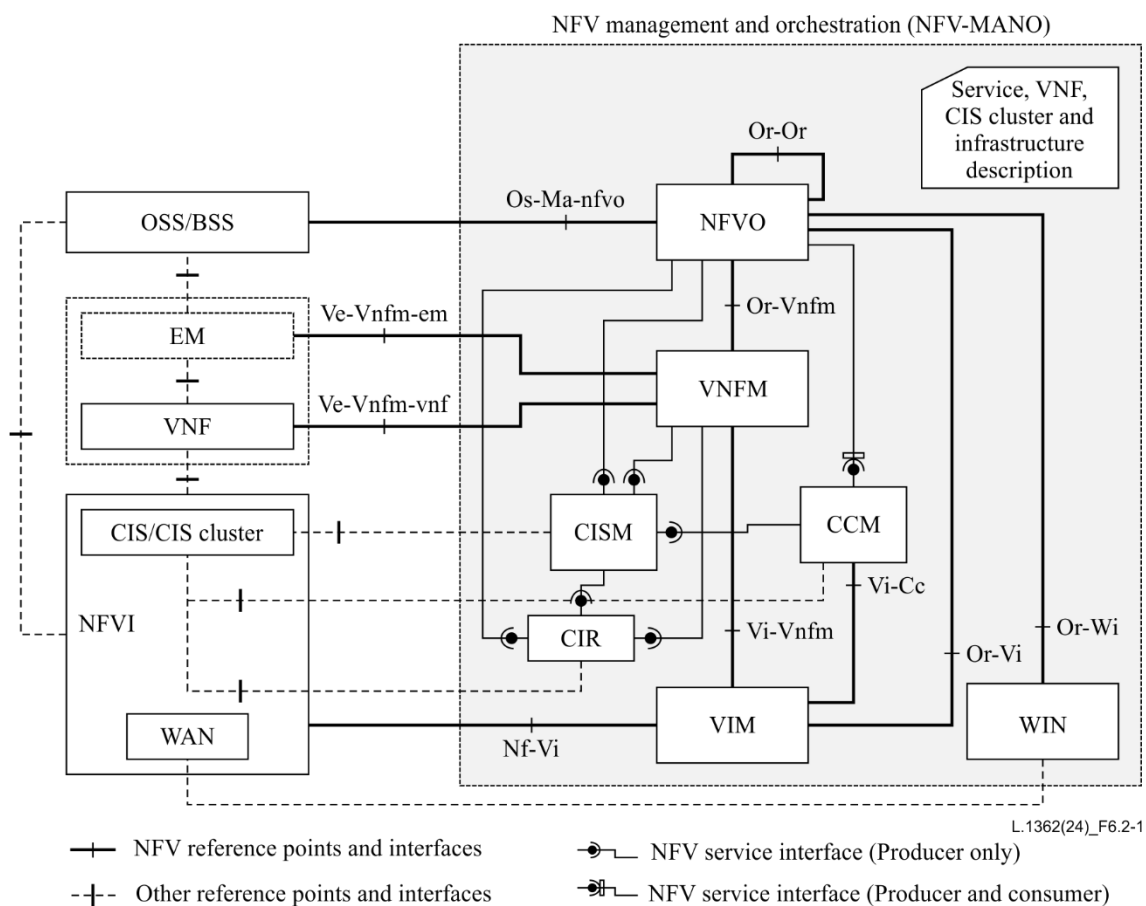 NFV management and orchestration (NFV-MANO)
Service, VNF,
CIS cluster and
infrastructure
description
Or-Or
OSS/BSS
Os-Ma-nfvo
NFVO
EM
Ve-Vnfm-em
Or-Vnfm
VNFM
VNF
Ve-Vnfm-vnf
CIS/CIS cluster
CISM
CCM
Vi-Cc
NFVI
CIR
Vi-Vnfm
Or-Wi
Or-Vi
WAN
Nf-Vi
VIM
WIN
L.1362(24)_F6.2-1
NFV reference points and interfaces
NFV service interface (Producer only)
Other reference points and interfaces
NFV service interface (Producer and consumer)